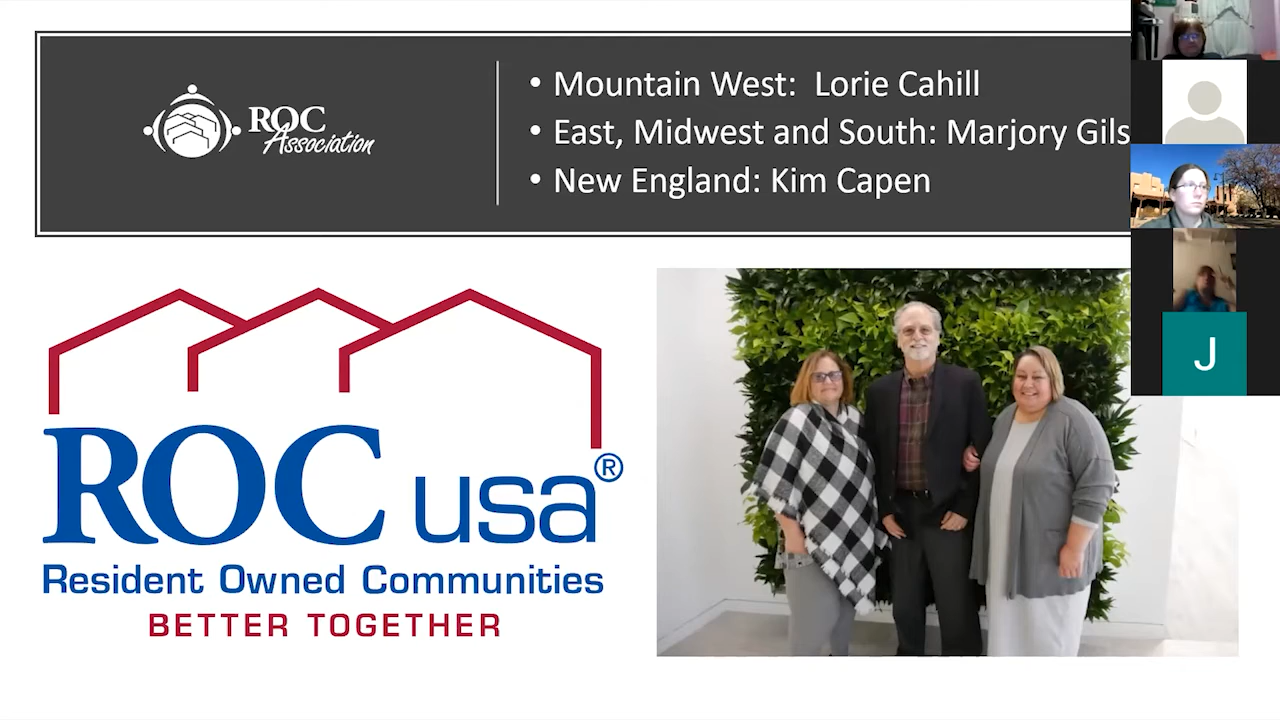 ROC
Association
• Mountain West: Lorie Cahill
• East, Midwest and South: Marjory Gils
• New England: Kim Capen
ROC usa®
Resident Owned Communities
BETTER TOGETHER
J